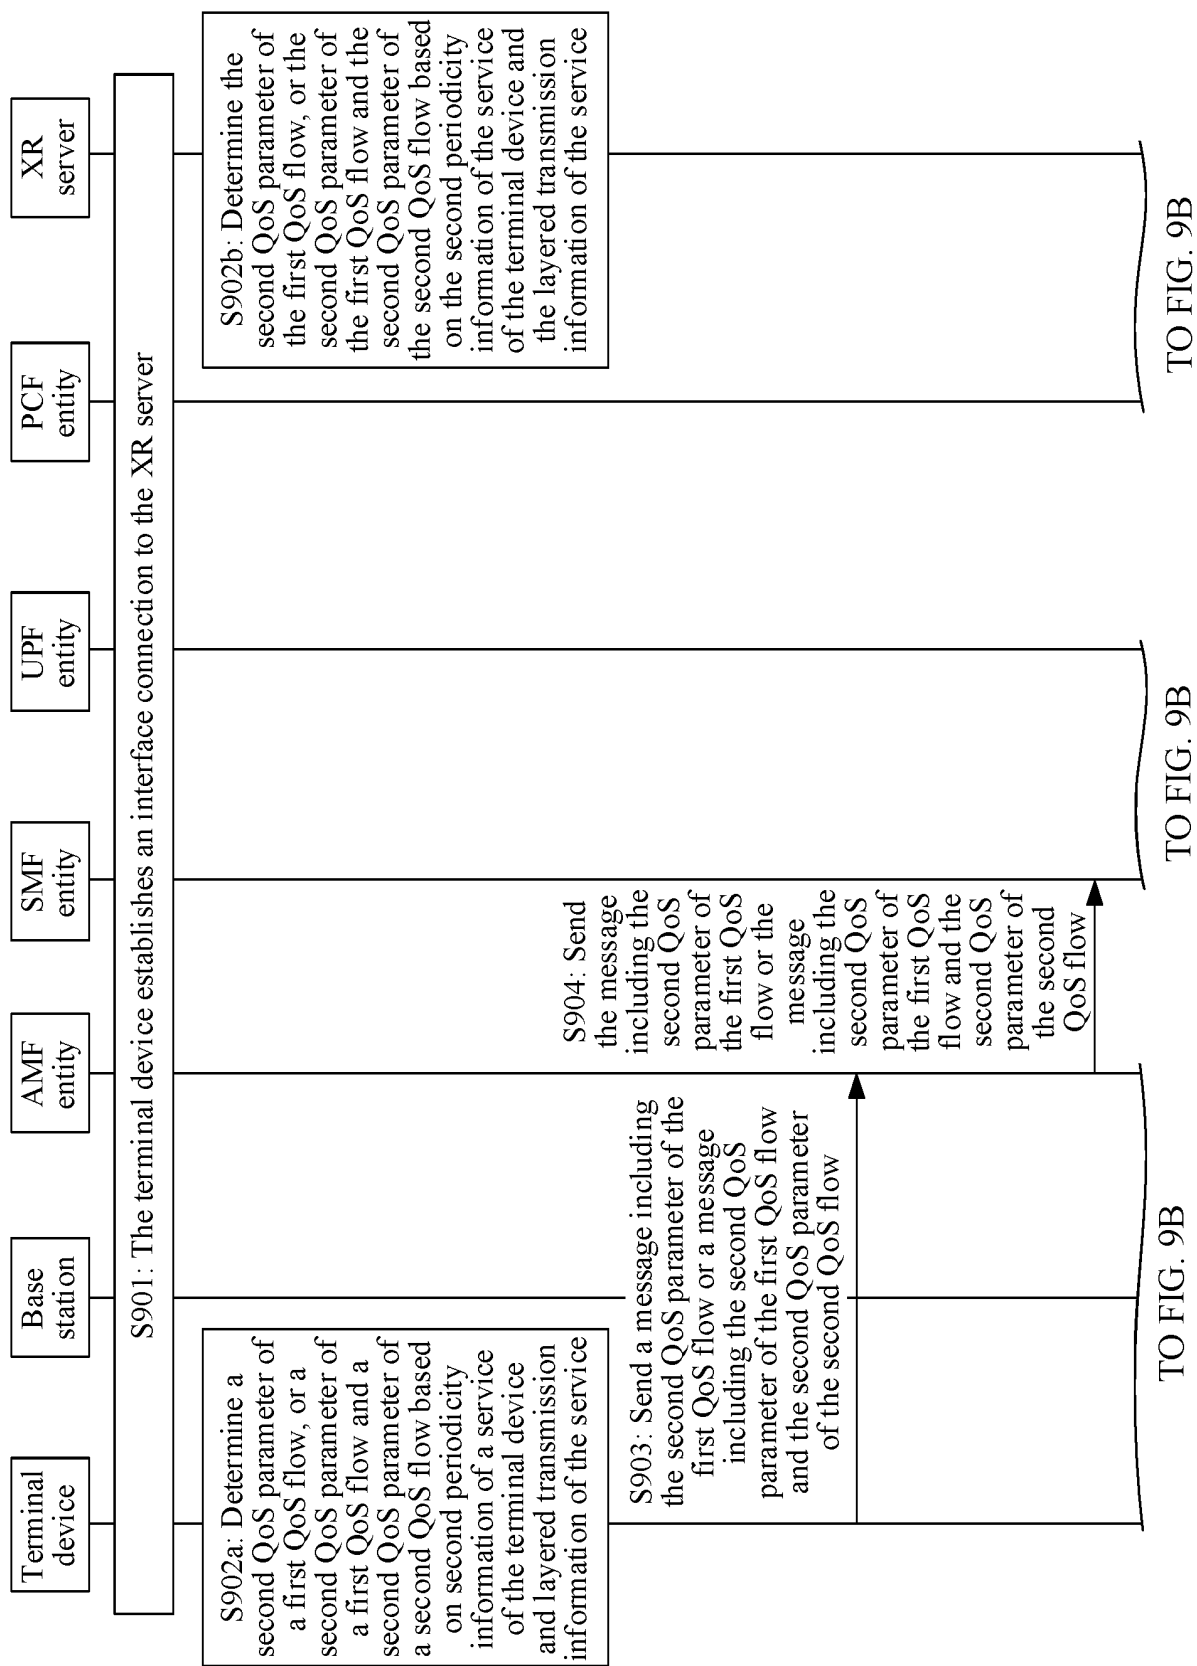 Terminal
device
Base
station
AMF
entity
SMF
entity
UPF
entity
PCF
entity
XR
server
S901: The terminal device establishes an interface connection to the XR server
S902a: Determine a
second QoS parameter of
a first QoS flow, or a
second QoS parameter of
a first QoS flow and a
second QoS parameter of
a second QoS flow based
on second periodicity
information of a service
of the terminal device
and layered transmission
information of the service
S902b: Determine the
second QoS parameter of
the first QoS flow, or the
second QoS parameter of
the first QoS flow and the
second QoS parameter of
the second QoS flow based
on the second periodicity
information of the service
of the terminal device and
the layered transmission
information of the service
S903: Send a message including
the second QoS parameter of the
first QoS flow or a message
including the second QoS
parameter of the first QoS flow
and the second QoS parameter
of the second QoS flow
S904: Send
the message
including the
second QoS
parameter of
the first QoS
flow or the
message
including the
second QoS
parameter of
the first QoS
flow and the
second QoS
parameter of
the second
QoS flow
TO FIG. 9B
TO FIG. 9B
TO FIG. 9B